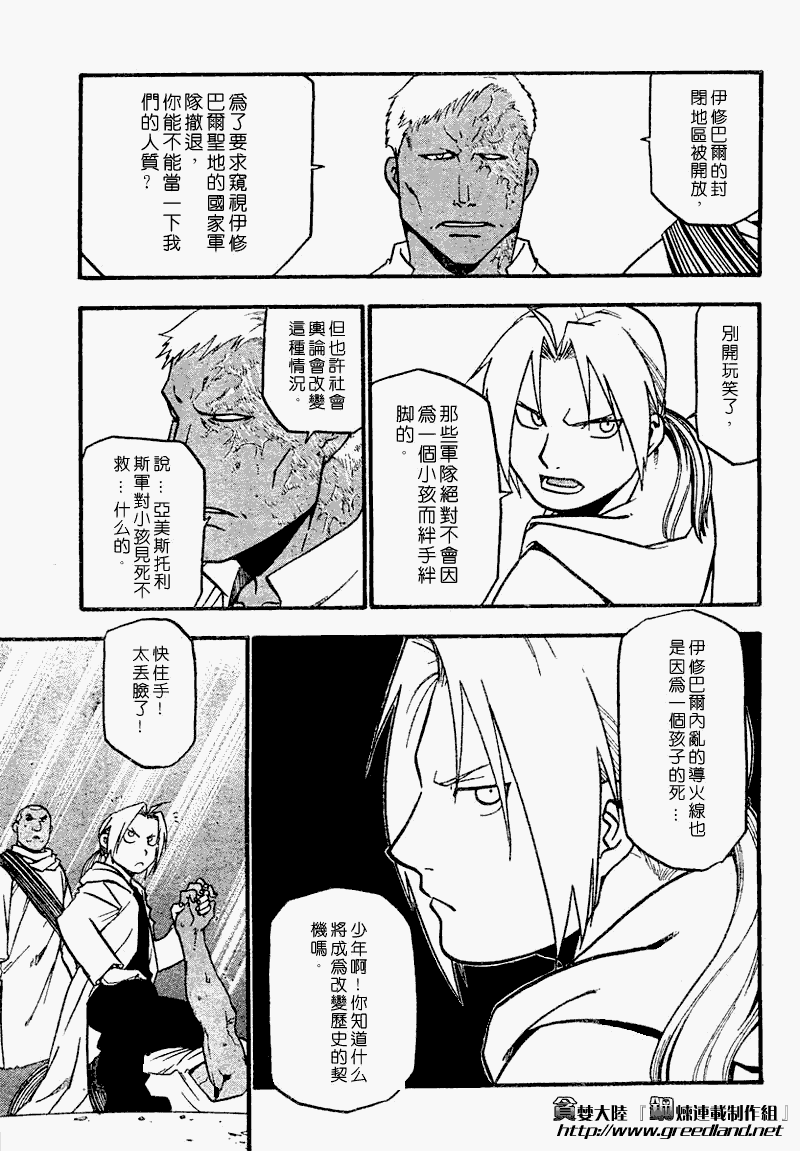 伊修巴爾的封
閉地區被開放，
為了要求窺視伊修
巴爾聖地的國家軍
隊撤退，
你能不能當一下我
們的人質？
別開玩笑了，
那些軍隊絕對不會因
為一個小孩而絆手絆
脚的。
但也許社會
輿論會改變
這種情況。
說…亞美斯托利
斯軍對小孩見死不
救…什么的。
伊修巴爾內亂的導火線也
是因為一個孩子的死…
少年啊！你知道什么
將成為改變歷史的契
機嗎。
快住手！
太丟臉了！
貪婪大陸『鋼煉連載制作組』
http://www.greedland.net